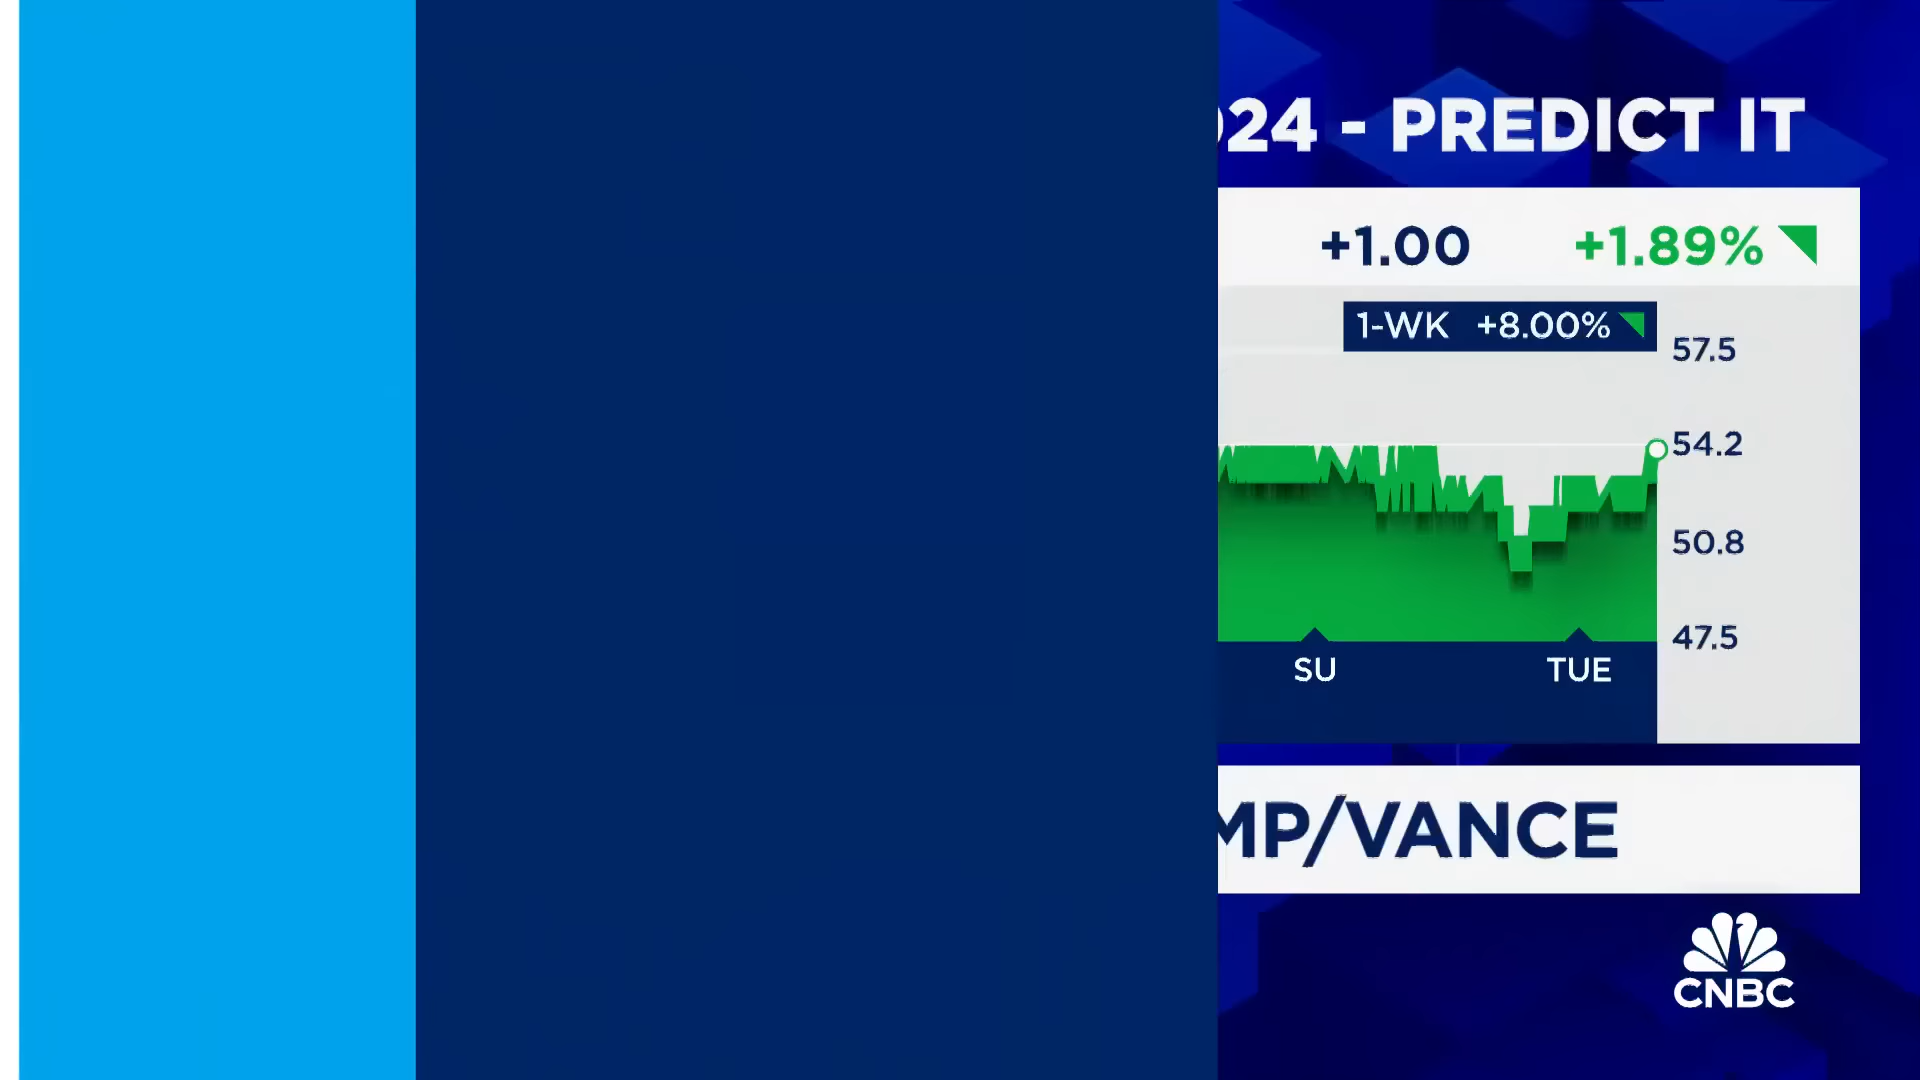 24 - PREDICT IT
+1.00 +1.89%
1-WK +8.00%
57.5
54.2
50.8
47.5
SU TUE
MP/VANCE
CNBC